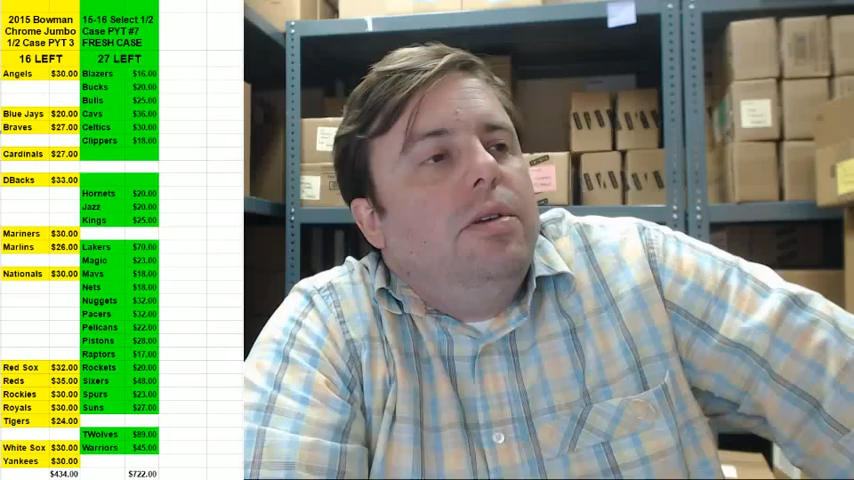 2015 Bowman
Chrome Jumbo
1/2 Case PYT 3
16 LEFT
Angels $30.00
Blue Jays $20.00
Braves $27.00
Cardinals $27.00
DBacks $33.00
Mariners $30.00
Marlins $26.00
Nationals $30.00
Red Sox $32.00
Reds $35.00
Rockies $30.00
Royals $30.00
Tigers $24.00
White Sox $30.00
Yankees $30.00
$434.00
15-16 Select 1/2
Case PYT #7
FRESH CASE
27 LEFT
Blazers $16.00
Bucks $20.00
Bulls $25.00
Cavs $36.00
Celtics $30.00
Clippers $18.00
Hornets $20.00
Jazz $20.00
Kings $25.00
Lakers $70.00
Magic $23.00
Mavs $18.00
Nets $18.00
Nuggets $32.00
Pacers $32.00
Pelicans $22.00
Pistons $28.00
Raptors $17.00
Rockets $20.00
Sixers $48.00
Spurs $23.00
Suns $27.00
TWolves $89.00
Warriors $45.00
$722.00